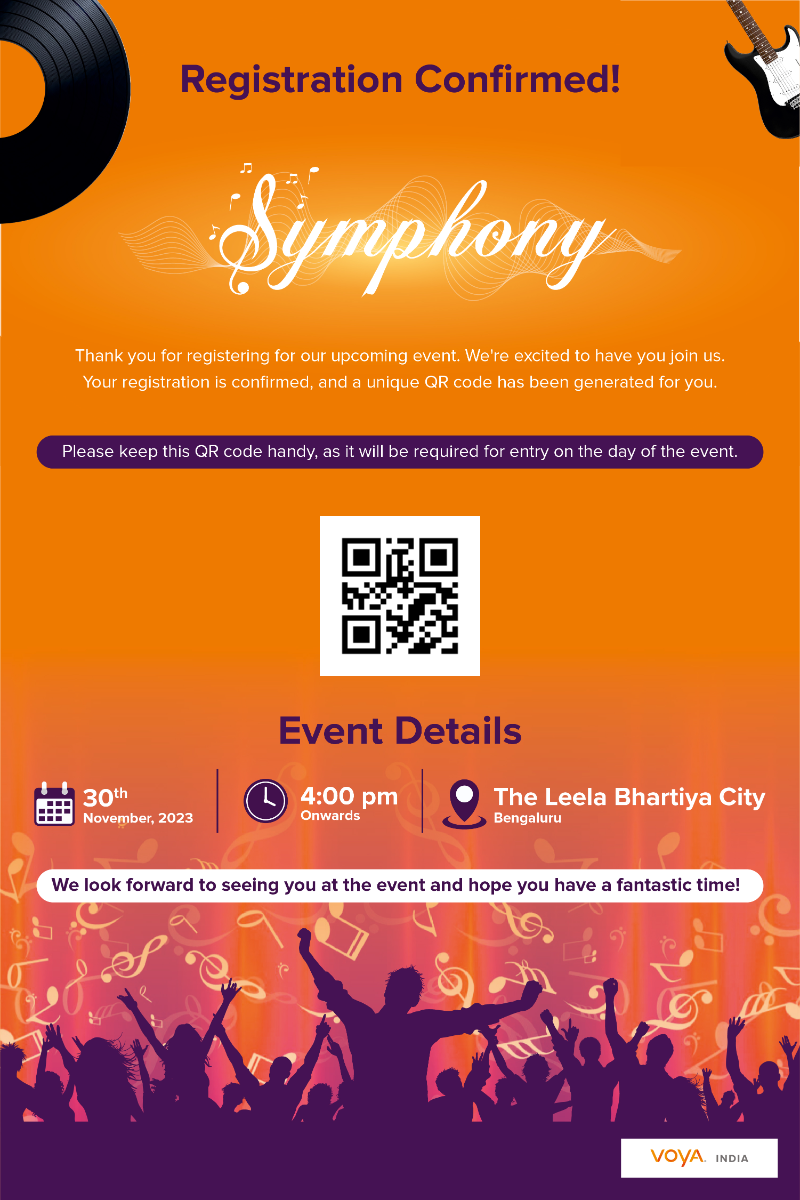 Registration Confirmed!
Symphony
Thank you for registering for our upcoming event. We're excited to have you join us.
Your registration is confirmed, and a unique QR code has been generated for you.
Please keep this QR code handy, as it will be required for entry on the day of the event.
Event Details
30th
November, 2023
4:00 pm
Onwards
The Leela Bhartiya City
Bengaluru
We look forward to seeing you at the event and hope you have a fantastic time!
VOYA. INDIA